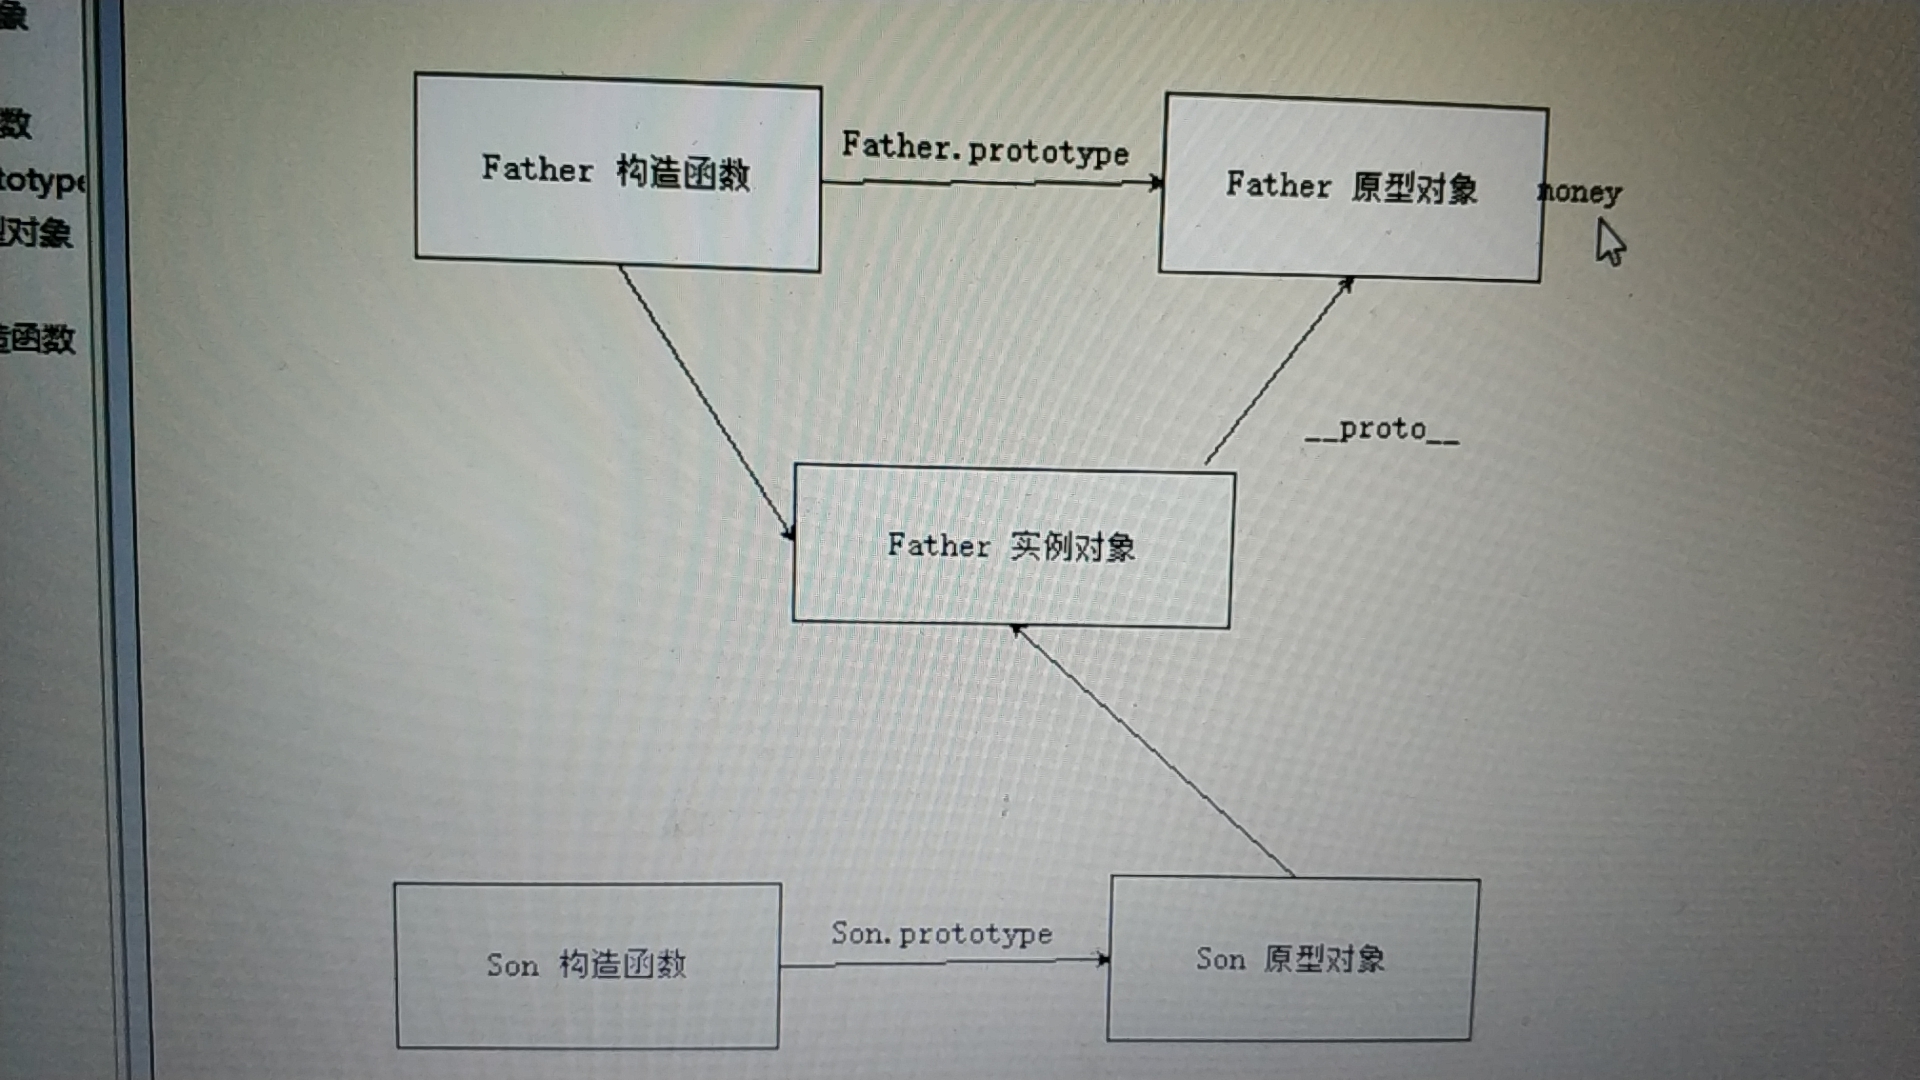 象
数
totype
型对象
造函数
Father 构造函数
Father.prototype
Father 原型对象
money
__proto__
Father 实例对象
Son 构造函数
Son.prototype
Son 原型对象